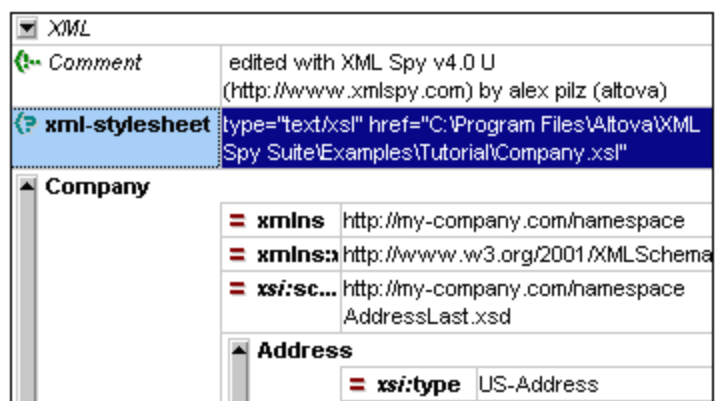 XML
Comment edited with XML Spy v4.0 U
(http://www.xmlspy.com) by alex pilz (altova)
xml-stylesheet type="text/xsl" href="C:\Program Files\Altova\XML
Spy Suite\Examples\Tutorial\Company.xsl"
Company
= xmlns http://my-company.com/namespace
= xmlns:x http://www.w3.org/2001/XMLSchema
= xsi:sc... http://my-company.com/namespace
AddressLast.xsd
Address
= xsi:type US-Address